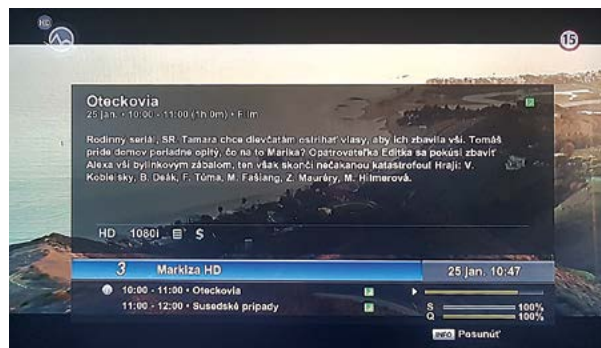 HD
15
Oteckovia
25 jan. • 10:00 - 11:00 (1h 0m) • Film
P
Rodinný seriál, SR. Tamara chce dievčatám ostrihať vlasy, aby ich zbavila vší. Tomáš
príde domov poriadne opitý, čo na to Marika? Opatrovateľka Editka sa pokúsi zbaviť
Alexa vší bylinkovým zábalom, ten však skončí nečakanou katastrofou! Hrajú: V.
Kobielsky, B. Deák, F. Tůma, M. Fašiang, Z. Mauréry, M. Hilmerová.
HD 1080i $
3 Markiza HD 25 jan. 10:47
10:00 - 11:00 • Oteckovia P
11:00 - 12:00 • Susedské prípady P
S 100%
Q 100%
INFO Posunúť